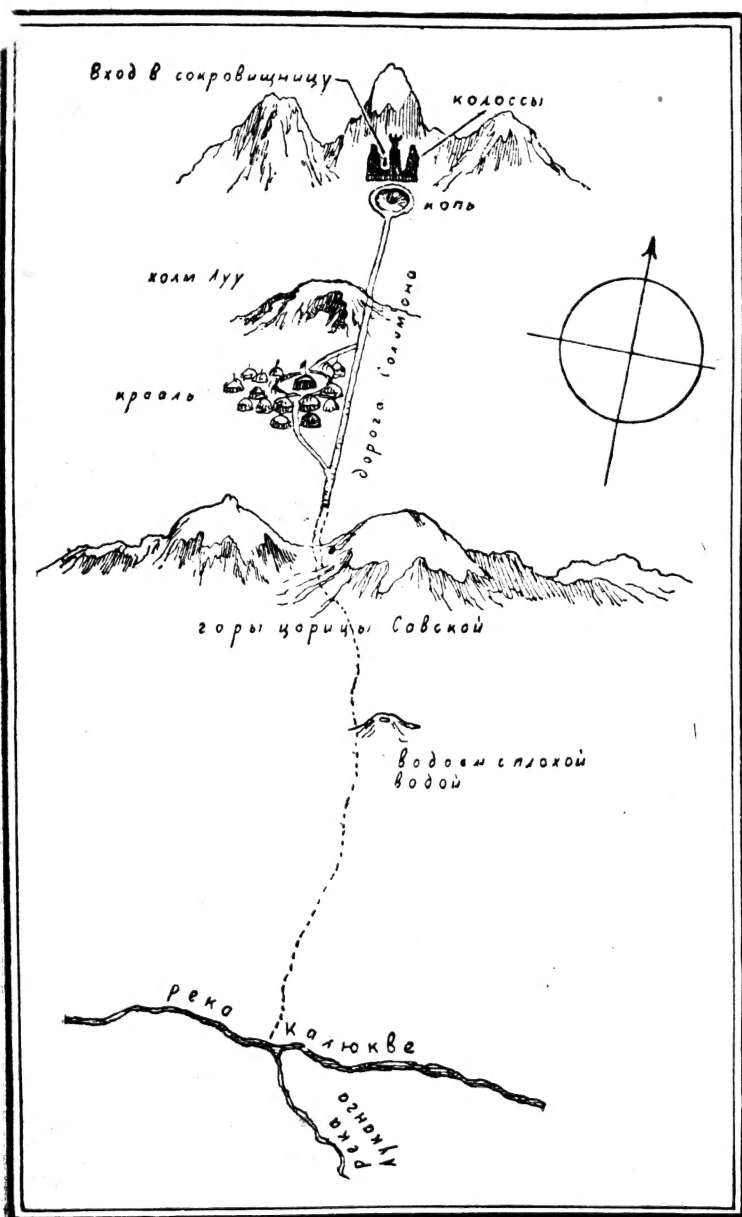 Вход в сокровищницу
колоссы
копь
холм Луу
дорога Соломона
крааль
горы царицы Савской
водоем с плохой
водой
река Калюкве
Река
Луканга